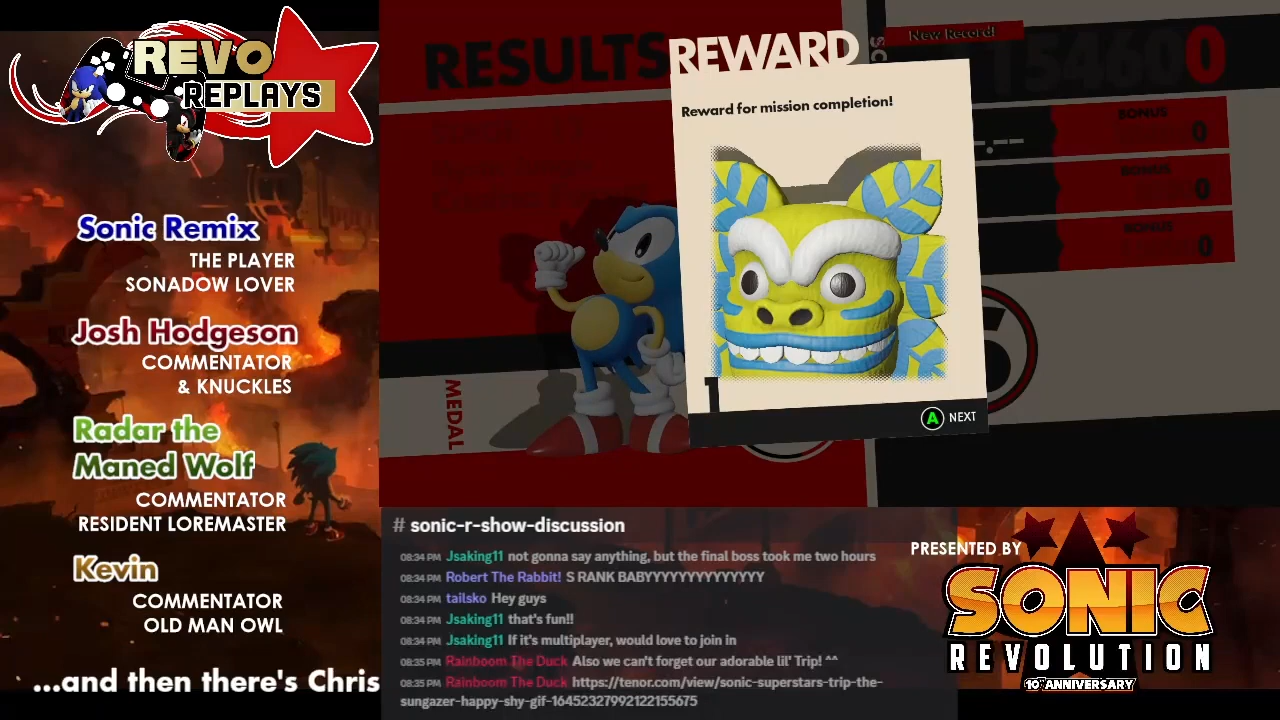 REVO
REPLAYS
Sonic Remix
THE PLAYER
SONADOW LOVER
Josh Hodgeson
COMMENTATOR
& KNUCKLES
Radar the
Maned Wolf
COMMENTATOR
RESIDENT LOREMASTER
Kevin
COMMENTATOR
OLD MAN OWL
...and then there's Chris
RESULTS
New Record!
154600
BONUS
0
BONUS
0
BONUS
0
MEDAL
REWARD
Reward for mission completion!
1
A NEXT
# sonic-r-show-discussion
08:34 PM Jsaking11 not gonna say anything, but the final boss took me two hours
08:34 PM Robert The Rabbit! S RANK BABYYYYYYYYYYYYYY
08:34 PM tailsko Hey guys
08:34 PM Jsaking11 that's fun!!
08:34 PM Jsaking11 If it's multiplayer, would love to join in
08:35 PM Rainboom The Duck Also we can't forget our adorable lil' Trip! ^^
08:35 PM Rainboom The Duck https://tenor.com/view/sonic-superstars-trip-the-
sungazer-happy-shy-gif-16452327992122155675
PRESENTED BY
SONIC
REVOLUTION
10TH ANNIVERSARY